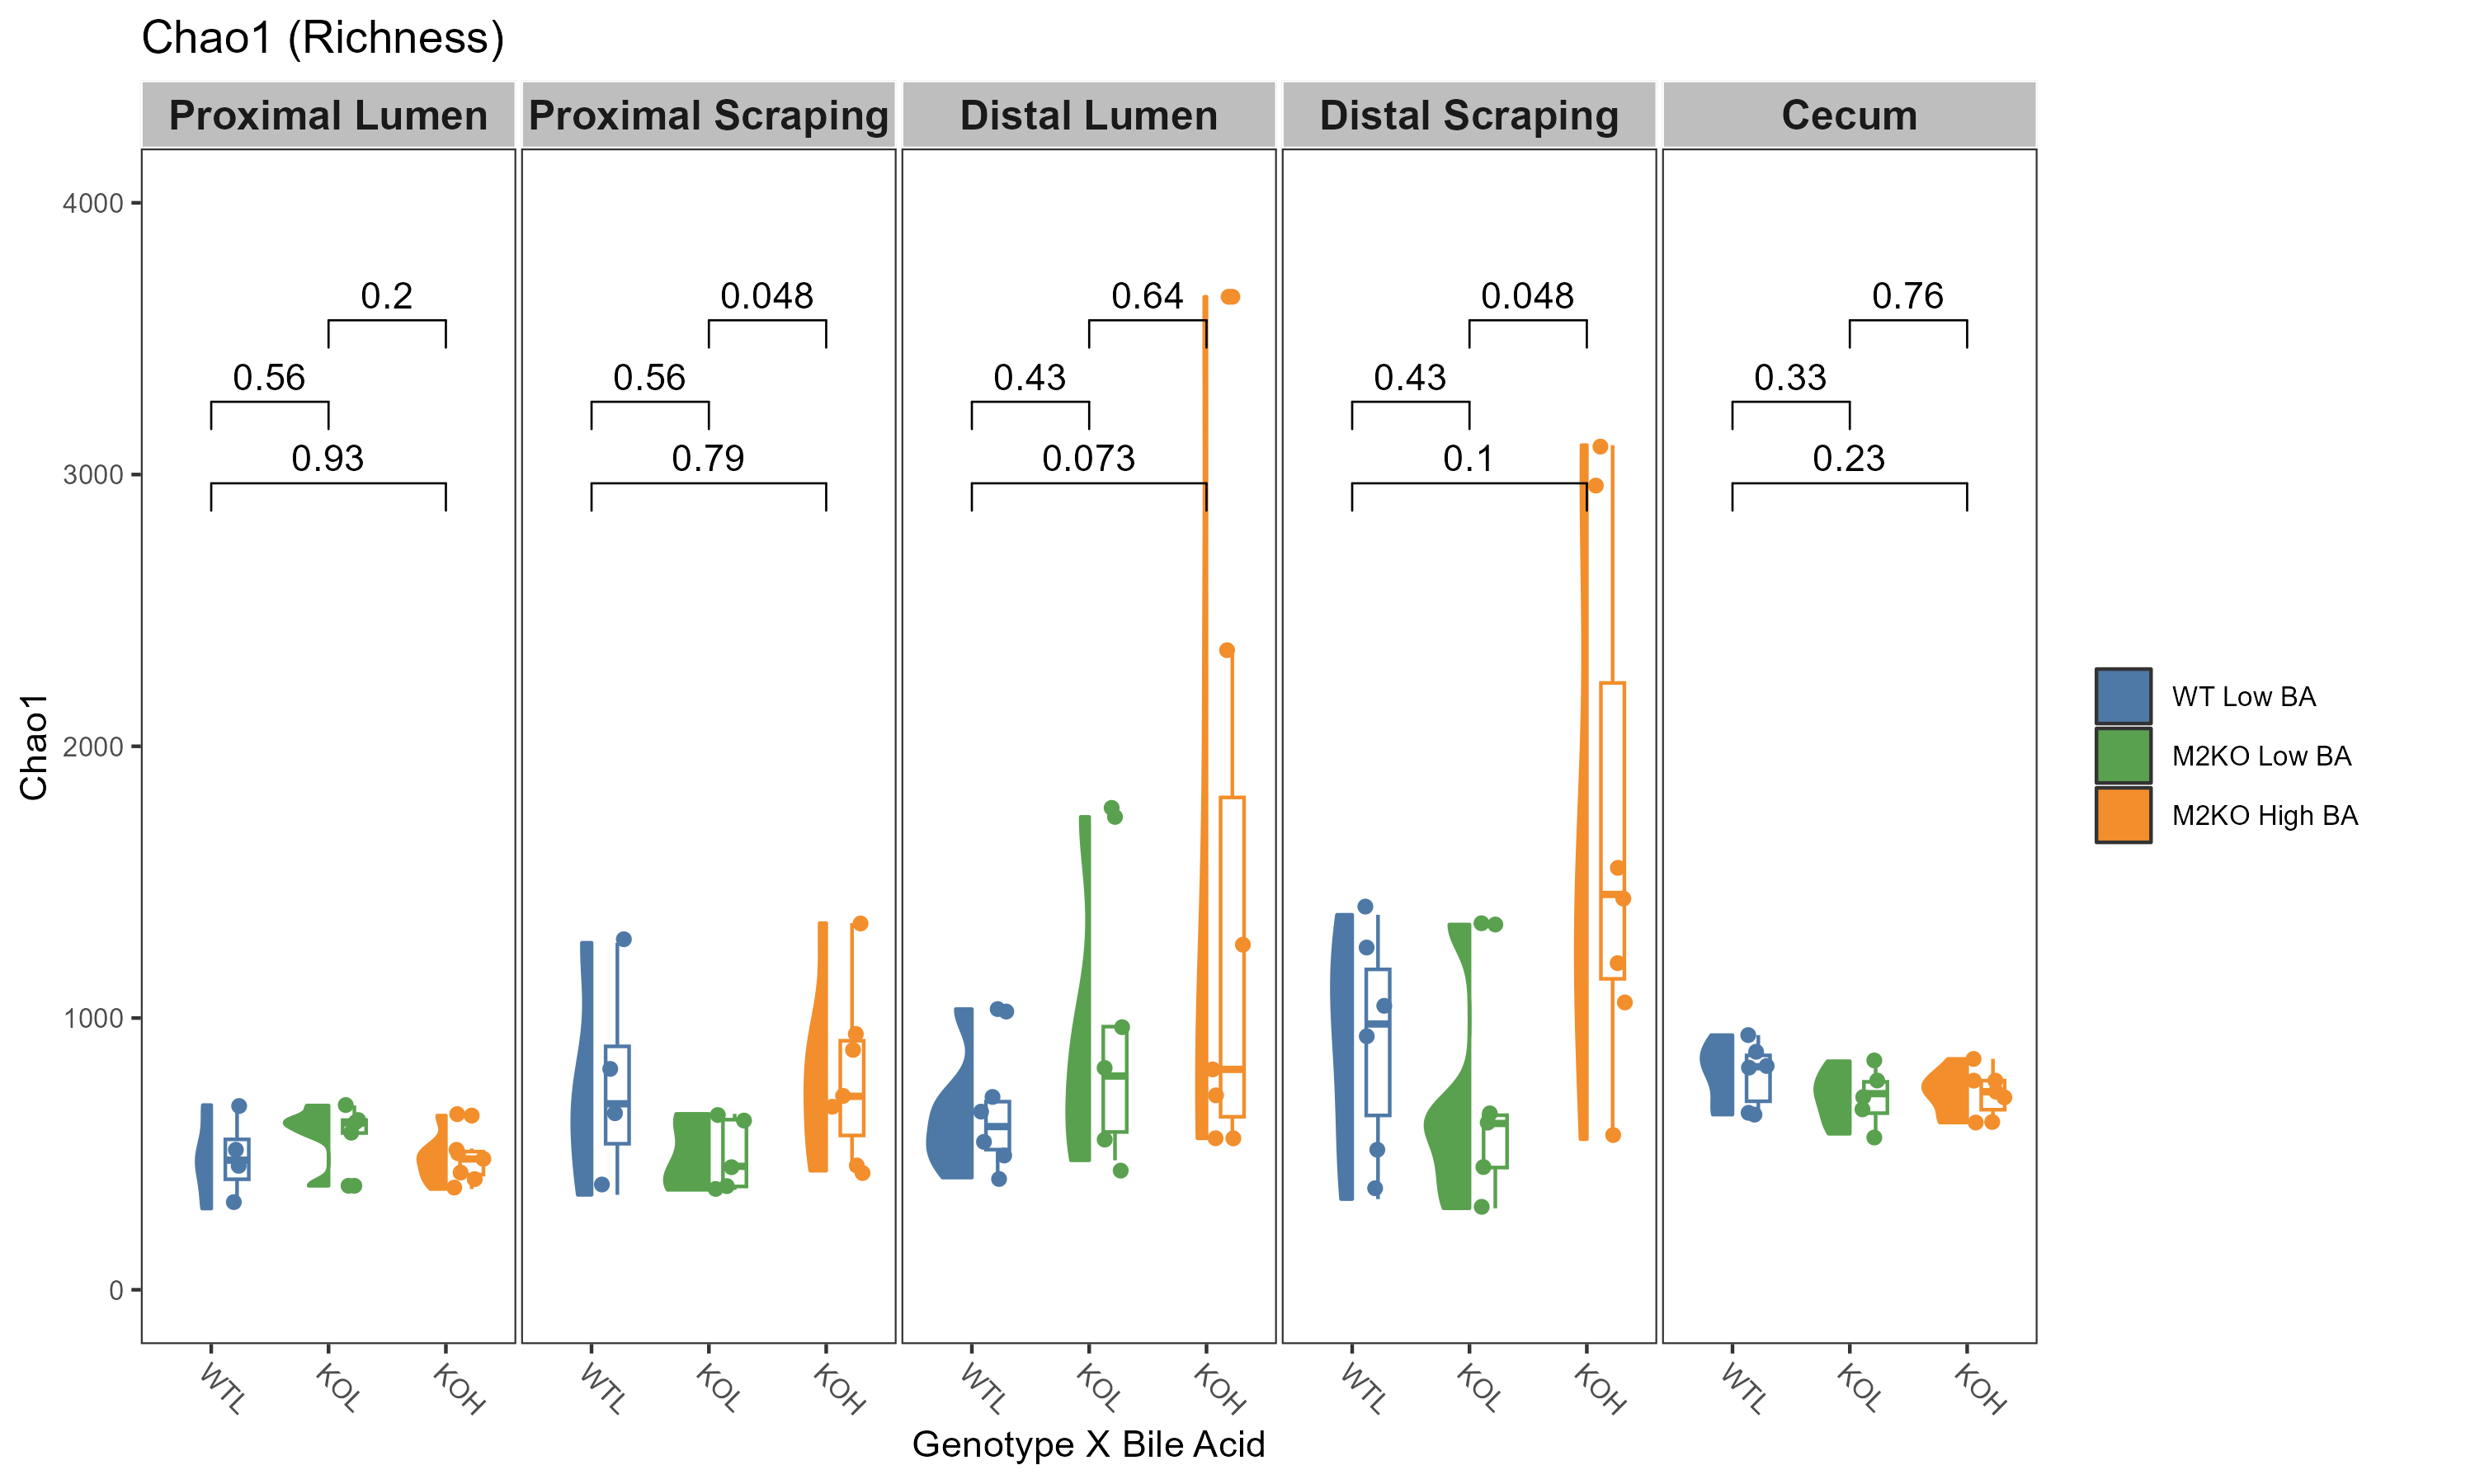 Chao1 (Richness)
Proximal Lumen
Proximal Scraping
Distal Lumen
Distal Scraping
Cecum
4000
3000
2000
1000
0
Chao1
0.2
0.56
0.93
0.048
0.56
0.79
0.64
0.43
0.073
0.048
0.43
0.1
0.76
0.33
0.23
WTL
KOL
KOH
WTL
KOL
KOH
WTL
KOL
KOH
WTL
KOL
KOH
WTL
KOL
KOH
Genotype X Bile Acid
WT Low BA
M2KO Low BA
M2KO High BA